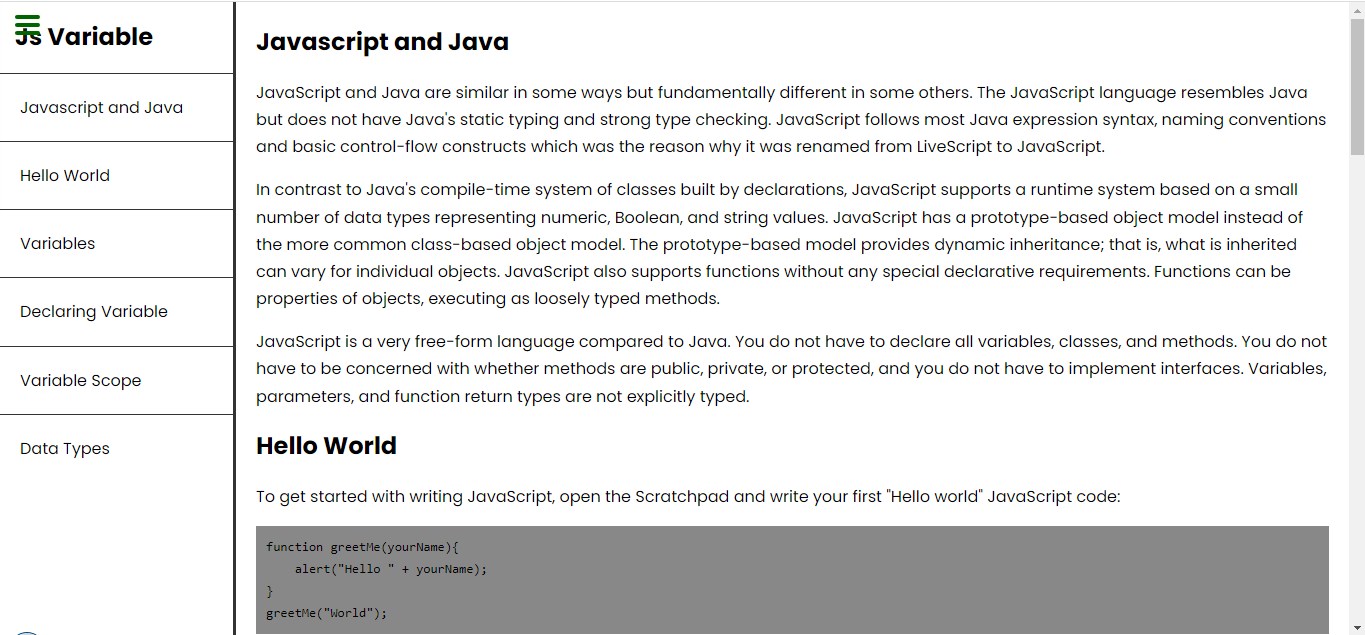 Js Variable
Javascript and Java
Hello World
Variables
Declaring Variable
Variable Scope
Data Types
Javascript and Java
JavaScript and Java are similar in some ways but fundamentally different in some others. The JavaScript language resembles Java
but does not have Java's static typing and strong type checking. JavaScript follows most Java expression syntax, naming conventions
and basic control-flow constructs which was the reason why it was renamed from LiveScript to JavaScript.
In contrast to Java's compile-time system of classes built by declarations, JavaScript supports a runtime system based on a small
number of data types representing numeric, Boolean, and string values. JavaScript has a prototype-based object model instead of
the more common class-based object model. The prototype-based model provides dynamic inheritance; that is, what is inherited
can vary for individual objects. JavaScript also supports functions without any special declarative requirements. Functions can be
properties of objects, executing as loosely typed methods.
JavaScript is a very free-form language compared to Java. You do not have to declare all variables, classes, and methods. You do not
have to be concerned with whether methods are public, private, or protected, and you do not have to implement interfaces. Variables,
parameters, and function return types are not explicitly typed.
Hello World
To get started with writing JavaScript, open the Scratchpad and write your first "Hello world" JavaScript code:
function greetMe(yourName){
    alert("Hello " + yourName);
}
greetMe("World");